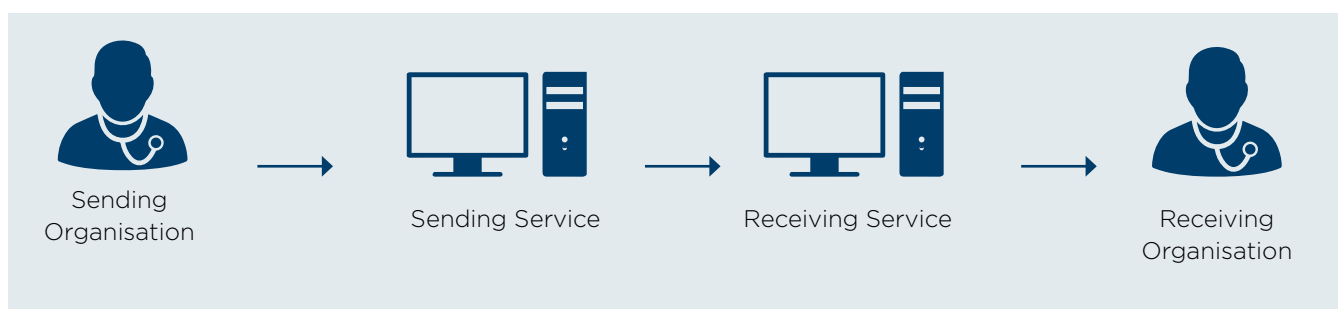 Sending
Organisation
Sending Service
Receiving Service
Receiving
Organisation